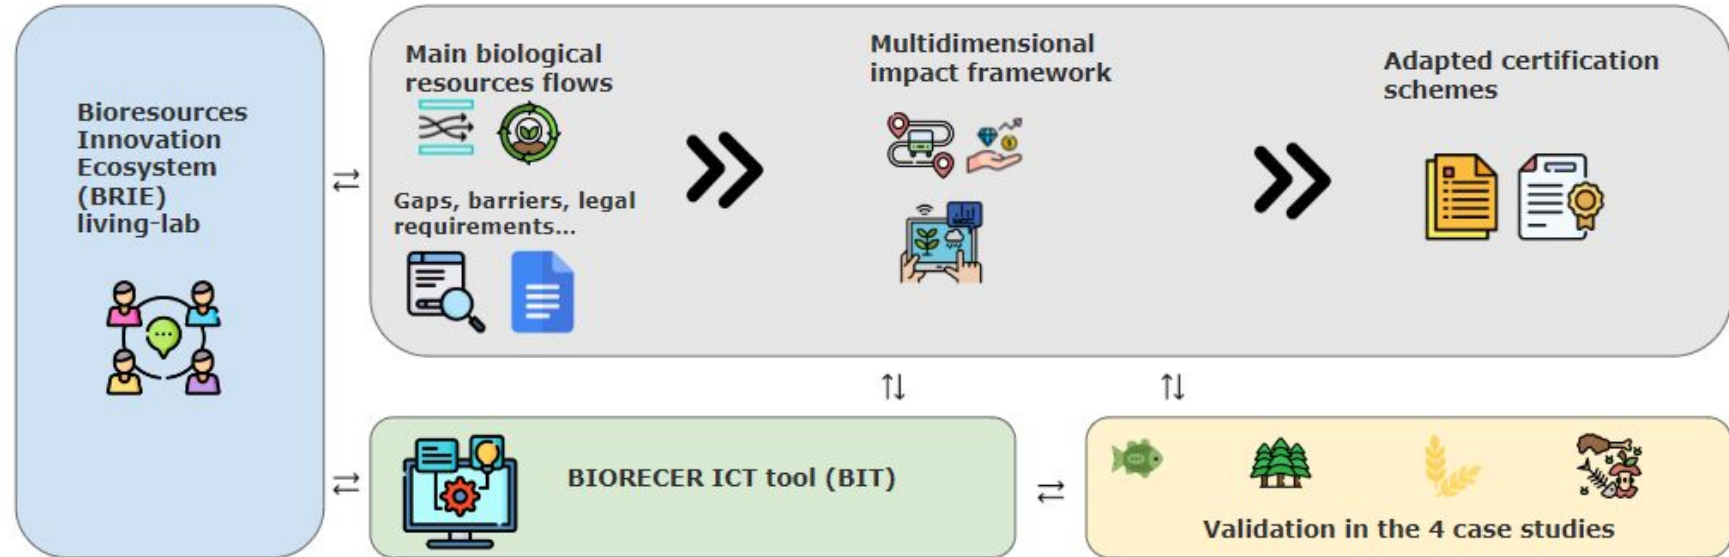 Bioresources
Innovation
Ecosystem
(BRIE)
living-lab
Main biological
resources flows
Gaps, barriers, legal
requirements...
Multidimensional
impact framework
Adapted certification
schemes
BIORECER ICT tool (BIT)
Validation in the 4 case studies